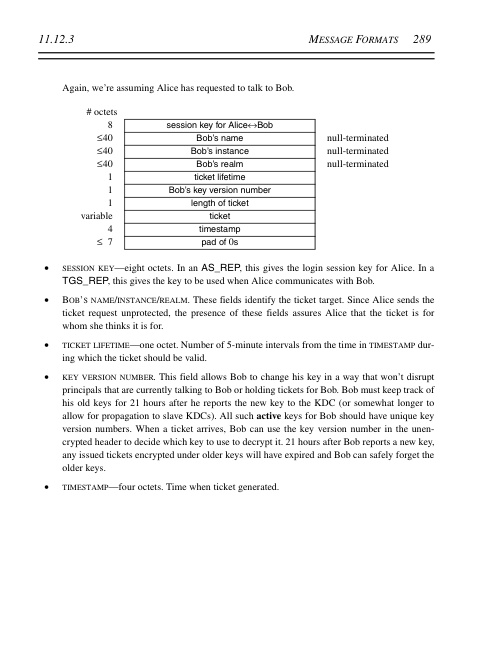 11.12.3 MESSAGE FORMATS 289
Again, we're assuming Alice has requested to talk to Bob.
# octets
8 session key for Alice↔Bob
≤40 Bob's name null-terminated
≤40 Bob's instance null-terminated
≤40 Bob's realm null-terminated
1 ticket lifetime
1 Bob's key version number
1 length of ticket
variable ticket
4 timestamp
≤ 7 pad of 0s
• SESSION KEY—eight octets. In an AS_REP, this gives the login session key for Alice. In a
TGS_REP, this gives the key to be used when Alice communicates with Bob.
• BOB'S NAME/INSTANCE/REALM. These fields identify the ticket target. Since Alice sends the
ticket request unprotected, the presence of these fields assures Alice that the ticket is for
whom she thinks it is for.
• TICKET LIFETIME—one octet. Number of 5-minute intervals from the time in TIMESTAMP dur-
ing which the ticket should be valid.
• KEY VERSION NUMBER. This field allows Bob to change his key in a way that won't disrupt
principals that are currently talking to Bob or holding tickets for Bob. Bob must keep track of
his old keys for 21 hours after he reports the new key to the KDC (or somewhat longer to
allow for propagation to slave KDCs). All such active keys for Bob should have unique key
version numbers. When a ticket arrives, Bob can use the key version number in the unen-
crypted header to decide which key to use to decrypt it. 21 hours after Bob reports a new key,
any issued tickets encrypted under older keys will have expired and Bob can safely forget the
older keys.
• TIMESTAMP—four octets. Time when ticket generated.